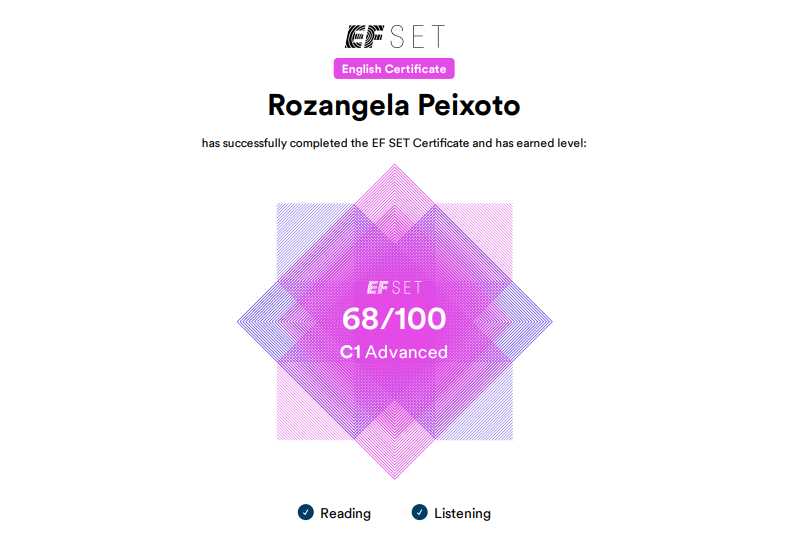 EF SET
English Certificate
Rozangela Peixoto
has successfully completed the EF SET Certificate and has earned level:
EF SET
68/100
C1 Advanced
Reading Listening